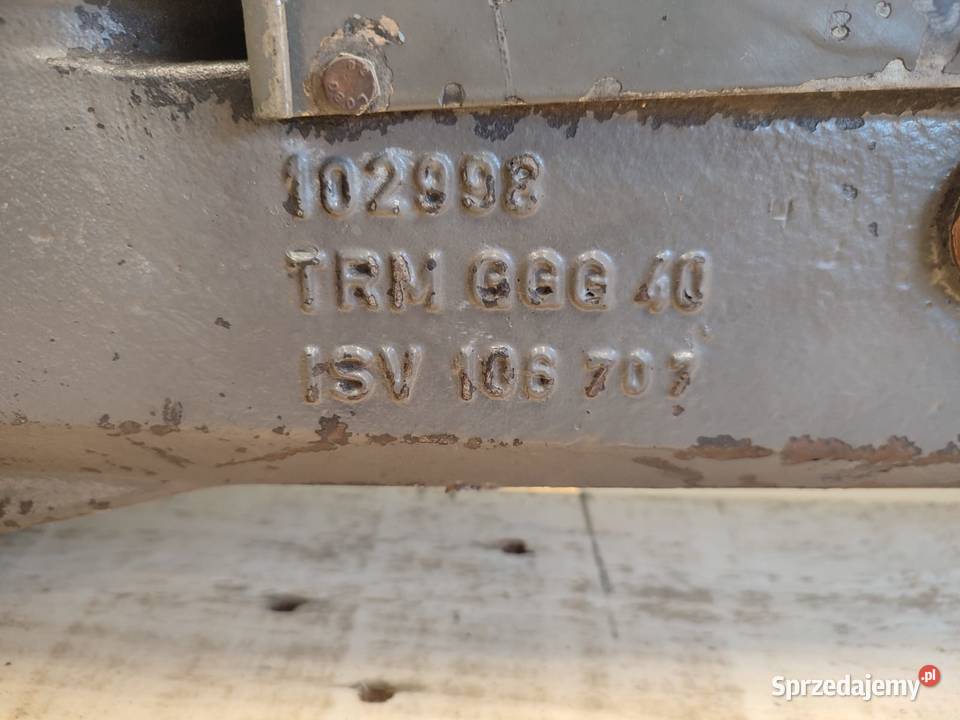 102998
TRM GGG 40
ISV 106 707
Sprzedajemy.pl